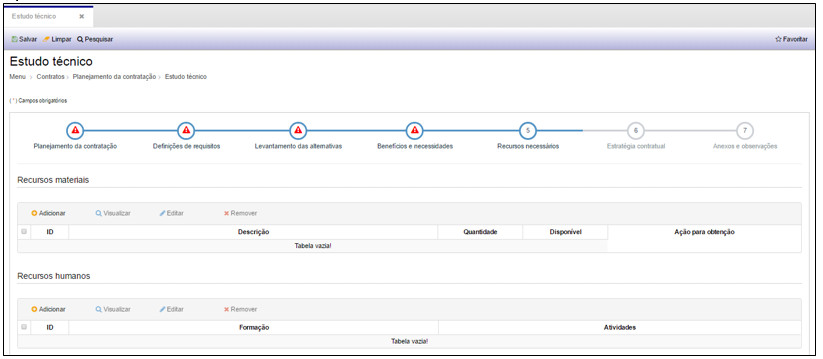 Estudo técnico ✖
Salvar Limpar Pesquisar Favoritar
Estudo técnico
Menu > Contratos > Planejamento da contratação > Estudo técnico
( * ) Campos obrigatórios
5 6 7
Planejamento da contratação Definições de requisitos Levantamento das alternativas Benefícios e necessidades Recursos necessários Estratégia contratual Anexos e observações
Recursos materiais
Adicionar Visualizar Editar Remover
ID Descrição Quantidade Disponível Ação para obtenção
Tabela vazia!
Recursos humanos
Adicionar Visualizar Editar Remover
ID Formação Atividades
Tabela vazia!